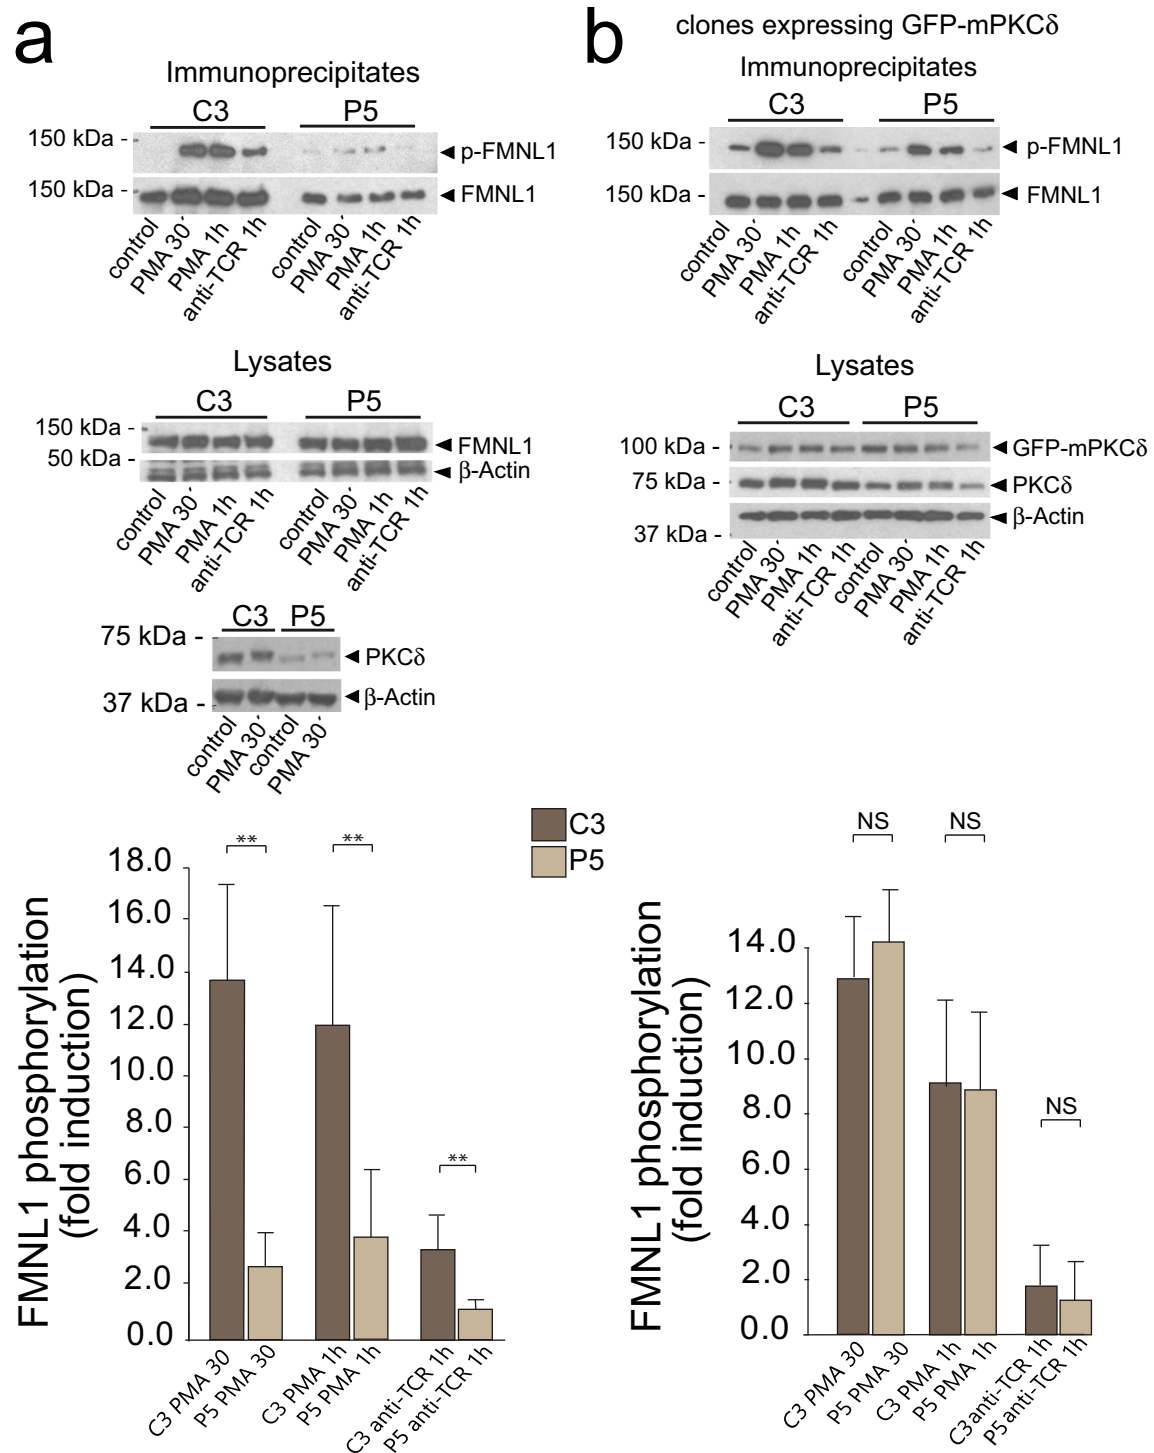 a
Immunoprecipitates
C3 P5
150 kDa - p-FMNL1
150 kDa - FMNL1
control PMA 30´ PMA 1h anti-TCR 1h control PMA 30´ PMA 1h anti-TCR 1h
Lysates
C3 P5
150 kDa - FMNL1
50 kDa - β-Actin
control PMA 30´ PMA 1h anti-TCR 1h control PMA 30´ PMA 1h anti-TCR 1h
C3 P5
75 kDa - PKCδ
37 kDa - β-Actin
control PMA 30´ control PMA 30´
C3
P5
** ** **
FMNL1 phosphorylation
(fold induction)
18.0
16.0
14.0
12.0
10.0
8.0
6.0
4.0
2.0
0.0
C3 PMA 30 P5 PMA 30 C3 PMA 1h P5 PMA 1h C3 anti-TCR 1h P5 anti-TCR 1h
b
clones expressing GFP-mPKCδ
Immunoprecipitates
C3 P5
150 kDa - p-FMNL1
150 kDa - FMNL1
control PMA 30´ PMA 1h anti-TCR 1h control PMA 30´ PMA 1h anti-TCR 1h
Lysates
C3 P5
100 kDa - GFP-mPKCδ
75 kDa - PKCδ
β-Actin
37 kDa -
control PMA 30´ PMA 1h anti-TCR 1h control PMA 30´ PMA 1h anti-TCR 1h
NS NS NS
FMNL1 phosphorylation
(fold induction)
14.0
12.0
10.0
8.0
6.0
4.0
2.0
0.0
C3 PMA 30 P5 PMA 30 C3 PMA 1h P5 PMA 1h C3 anti-TCR 1h P5 anti-TCR 1h